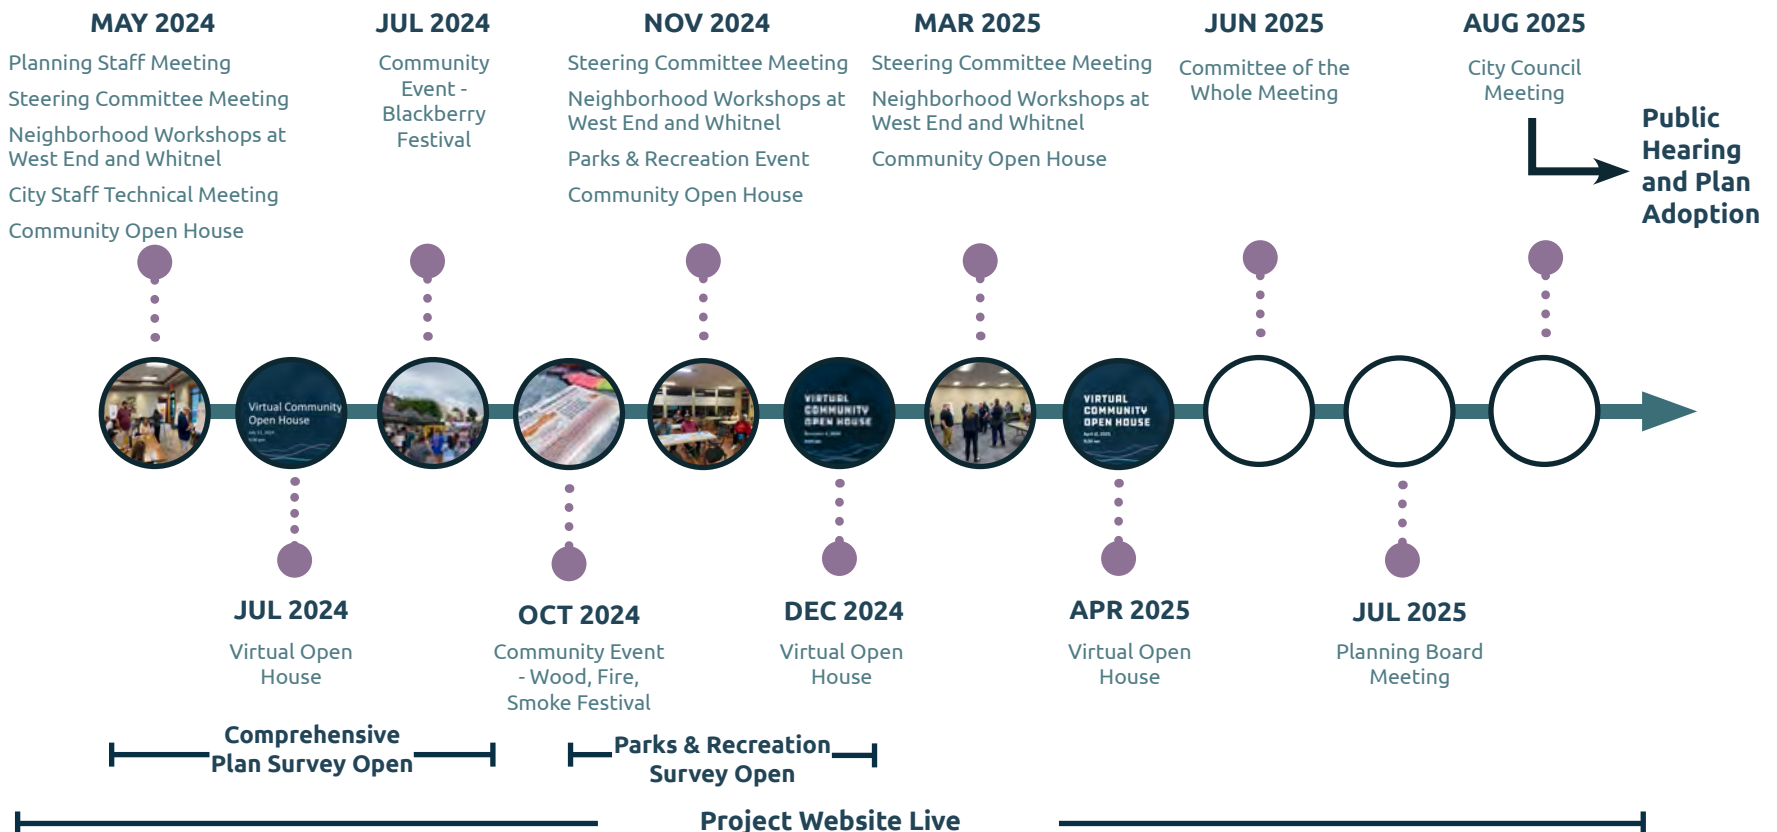 MAY 2024
Planning Staff Meeting
Steering Committee Meeting
Neighborhood Workshops at
West End and Whitnel
City Staff Technical Meeting
Community Open House
JUL 2024
Community
Event -
Blackberry
Festival
NOV 2024
Steering Committee Meeting
Neighborhood Workshops at
West End and Whitnel
Parks & Recreation Event
Community Open House
MAR 2025
Steering Committee Meeting
Neighborhood Workshops at
West End and Whitnel
Community Open House
JUN 2025
Committee of the
Whole Meeting
AUG 2025
City Council
Meeting
Public
Hearing
and Plan
Adoption
Virtual Community
Open House
VIRTUAL
COMMUNITY
OPEN HOUSE
VIRTUAL
COMMUNITY
OPEN HOUSE
JUL 2024
Virtual Open
House
OCT 2024
Community Event
- Wood, Fire,
Smoke Festival
DEC 2024
Virtual Open
House
APR 2025
Virtual Open
House
JUL 2025
Planning Board
Meeting
Comprehensive
Plan Survey Open
Parks & Recreation
Survey Open
Project Website Live